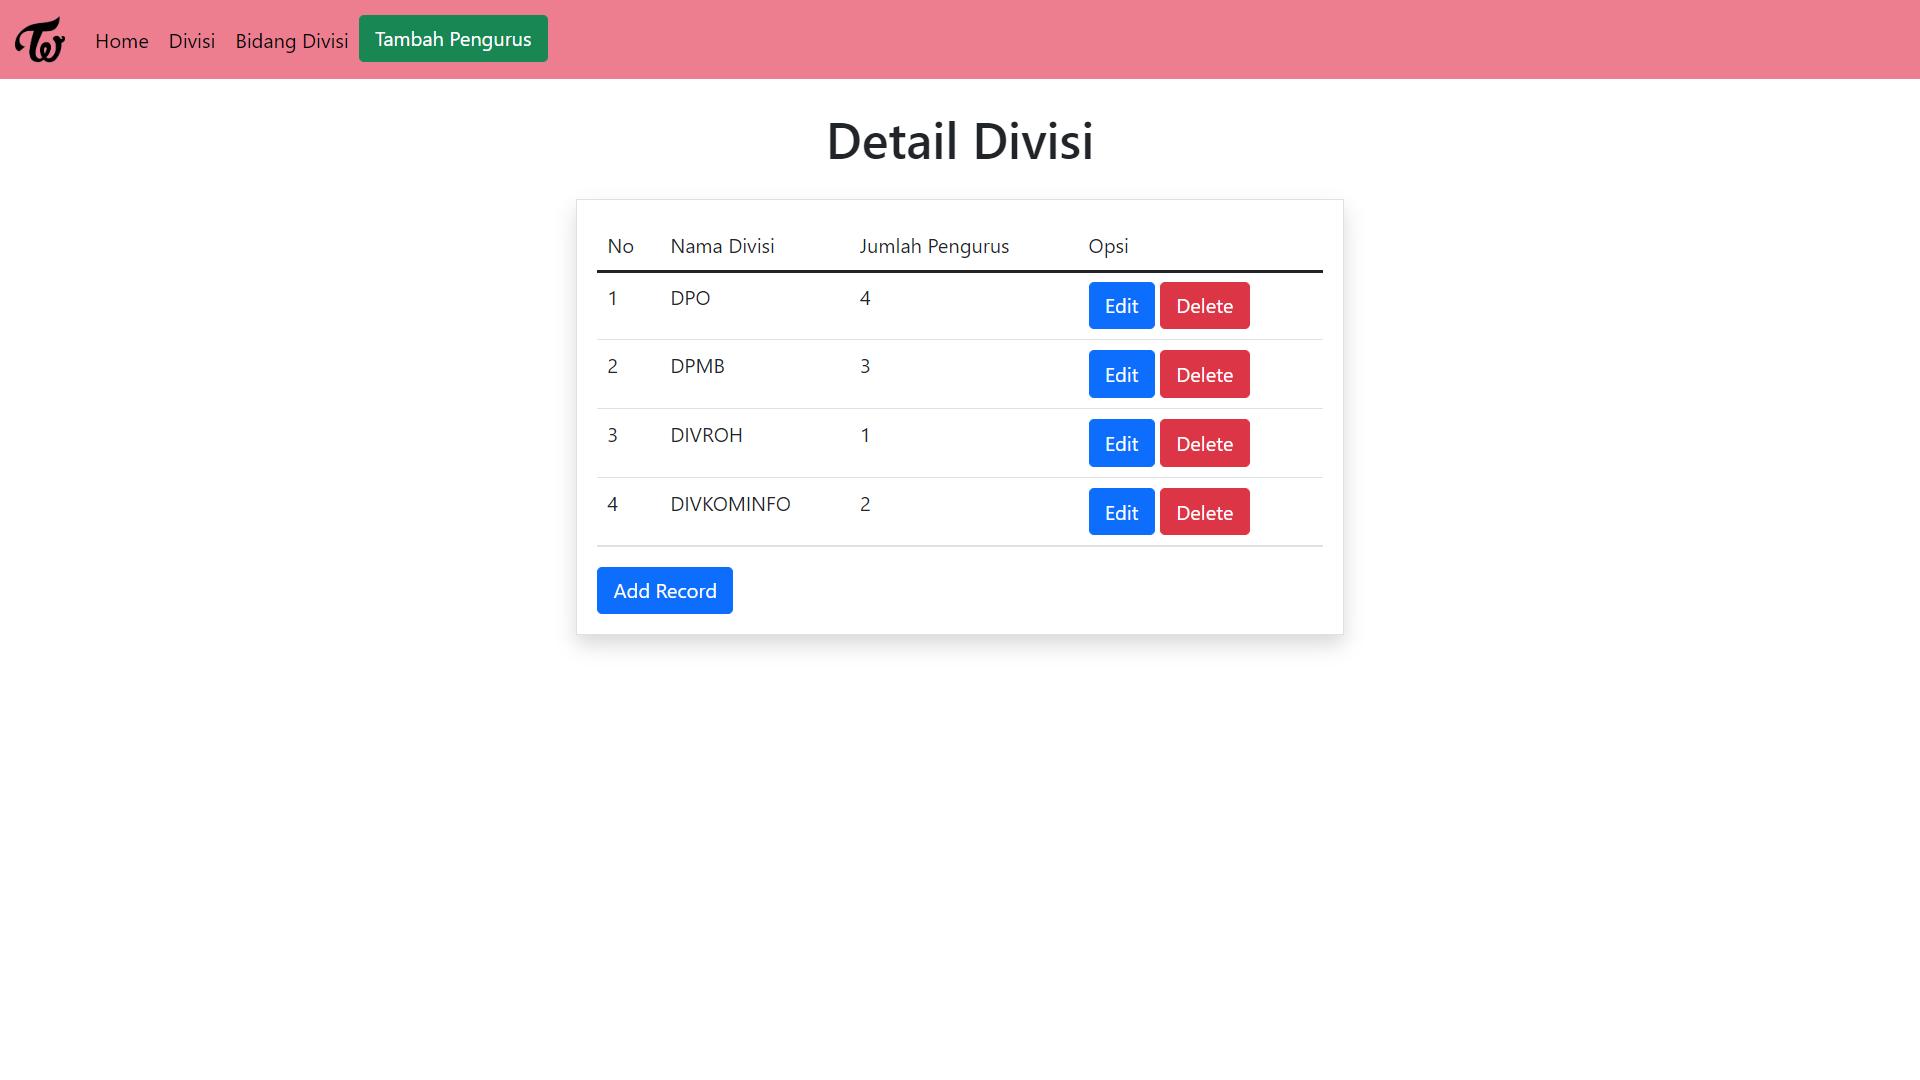 Tw Home Divisi Bidang Divisi Tambah Pengurus
Detail Divisi
No Nama Divisi Jumlah Pengurus Opsi
1 DPO 4 Edit Delete
2 DPMB 3 Edit Delete
3 DIVROH 1 Edit Delete
4 DIVKOMINFO 2 Edit Delete
Add Record